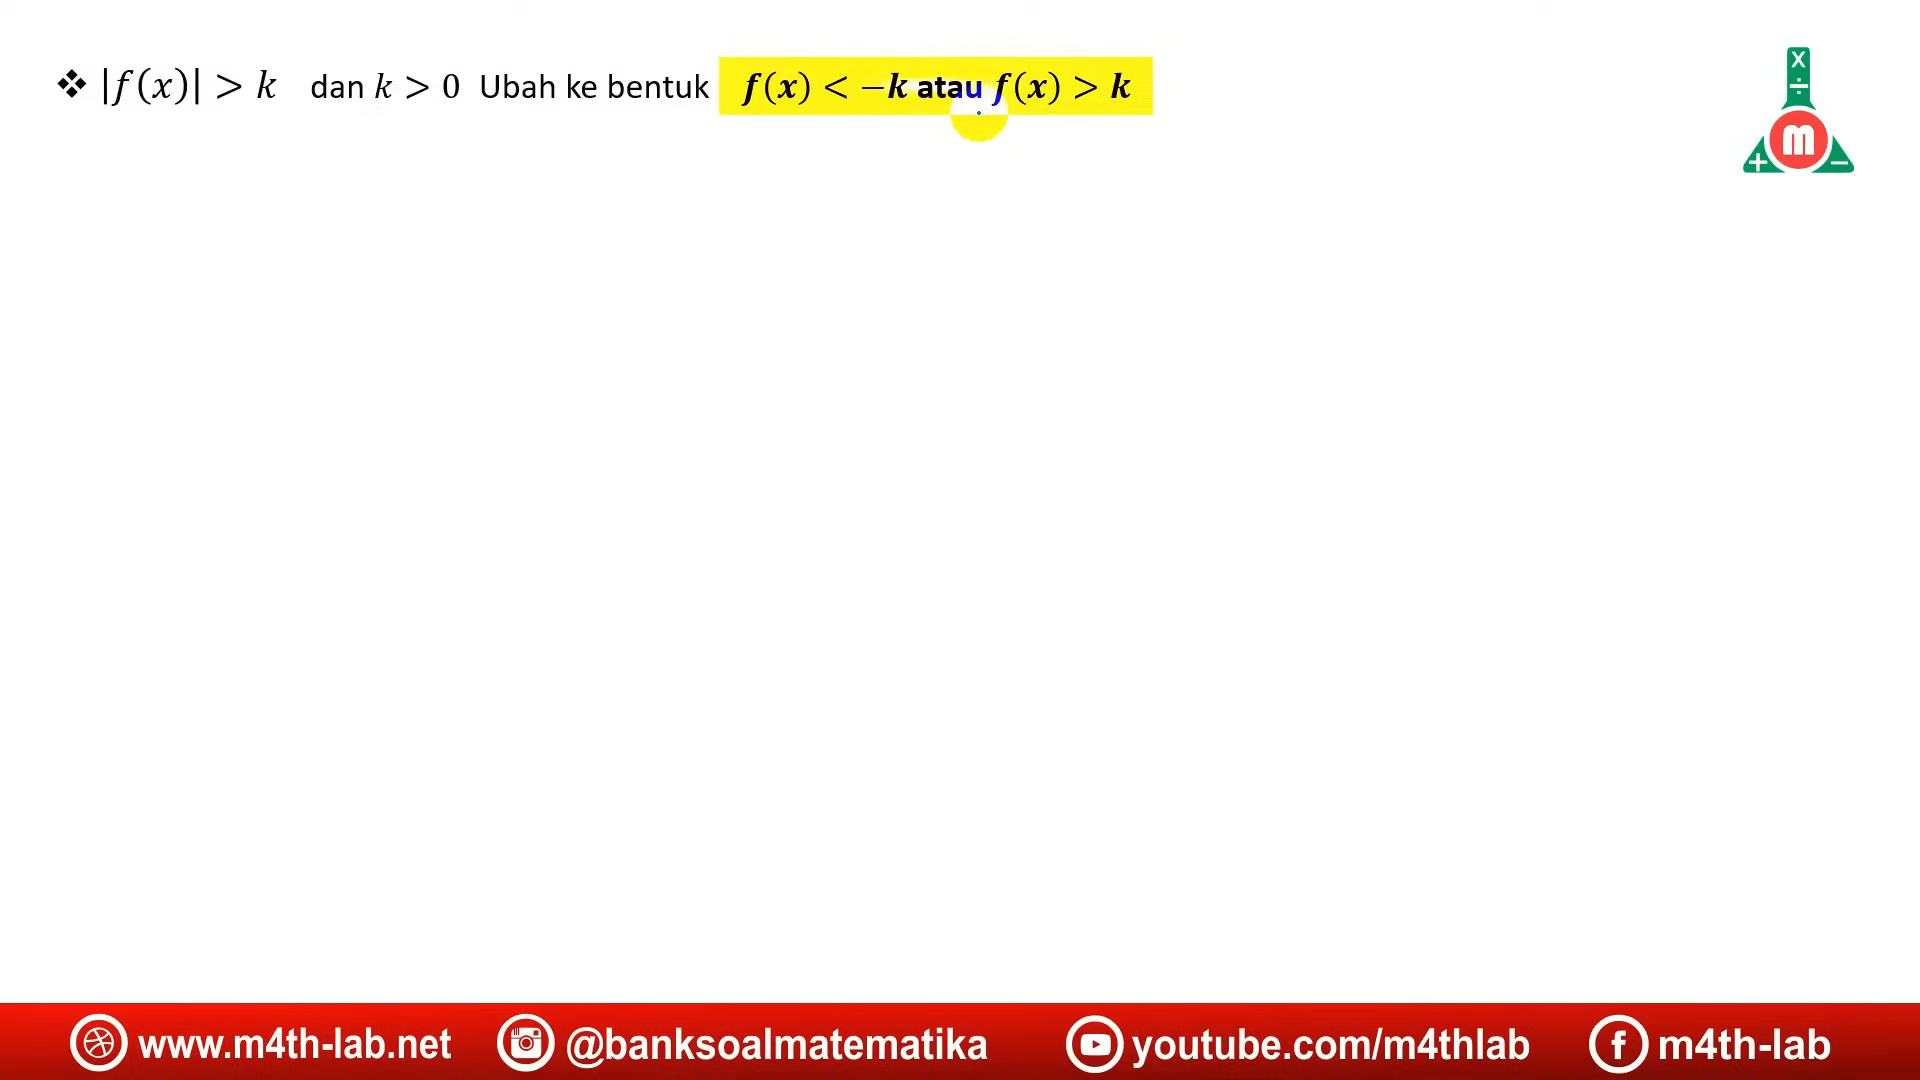 ❖ |f(x)| > k dan k > 0 Ubah ke bentuk f(x) < −k atau f(x) > k
X
÷
m
+ −
www.m4th-lab.net @banksoalmatematika youtube.com/m4thlab m4th-lab